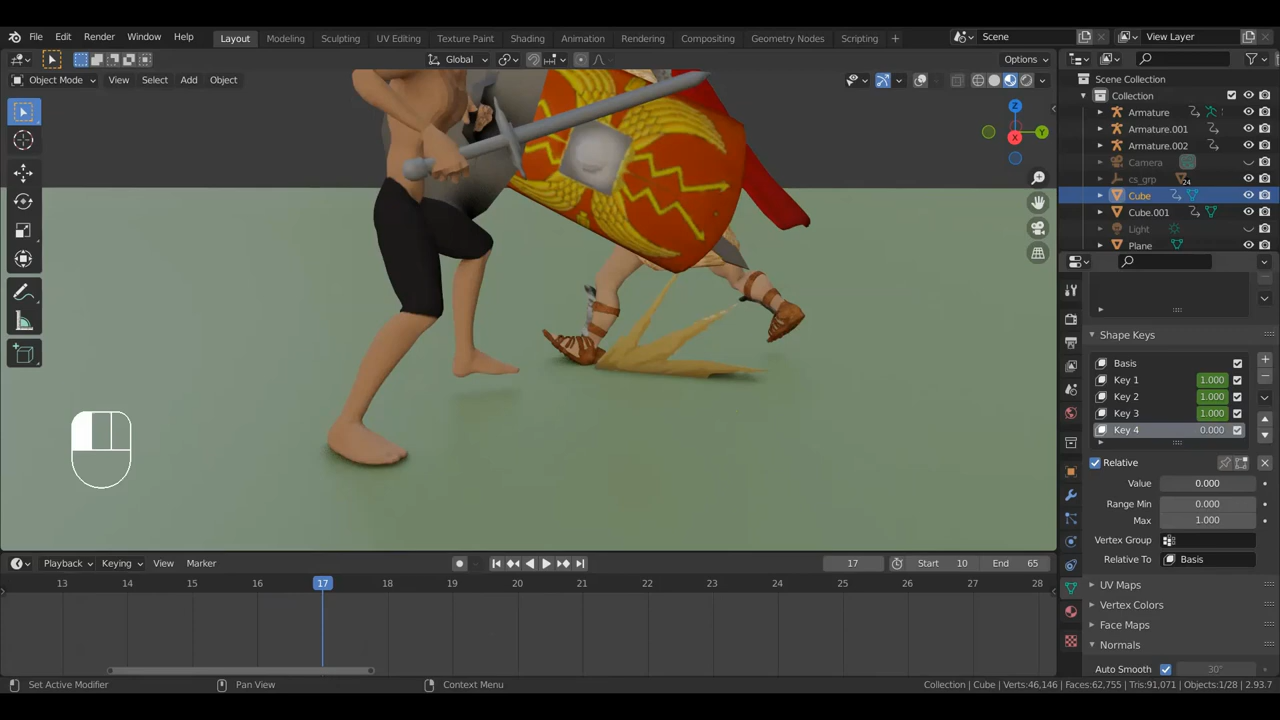 File Edit Render Window Help Layout Modeling Sculpting UV Editing Texture Paint Shading Animation Rendering Compositing Geometry Nodes Scripting + Scene View Layer
Global Options
Object Mode View Select Add Object
Z
Y
X
Scene Collection
Collection
Armature
Armature.001
Armature.002
Camera
cs_grp 24
Cube
Cube.001
Light
Plane
Shape Keys
Basis
Key 1 1.000
Key 2 1.000
Key 3 1.000
Key 4 0.000
Relative
Value 0.000
Range Min 0.000
Max 1.000
Vertex Group
Relative To Basis
UV Maps
Vertex Colors
Face Maps
Normals
Auto Smooth 30°
Playback Keying View Marker 17 Start 10 End 65
13 14 15 16 17 18 19 20 21 22 23 24 25 26 27 28
Set Active Modifier Pan View Context Menu Collection | Cube | Verts:46,146 | Faces:62,755 | Tris:91,071 | Objects:1/28 | 2.93.7